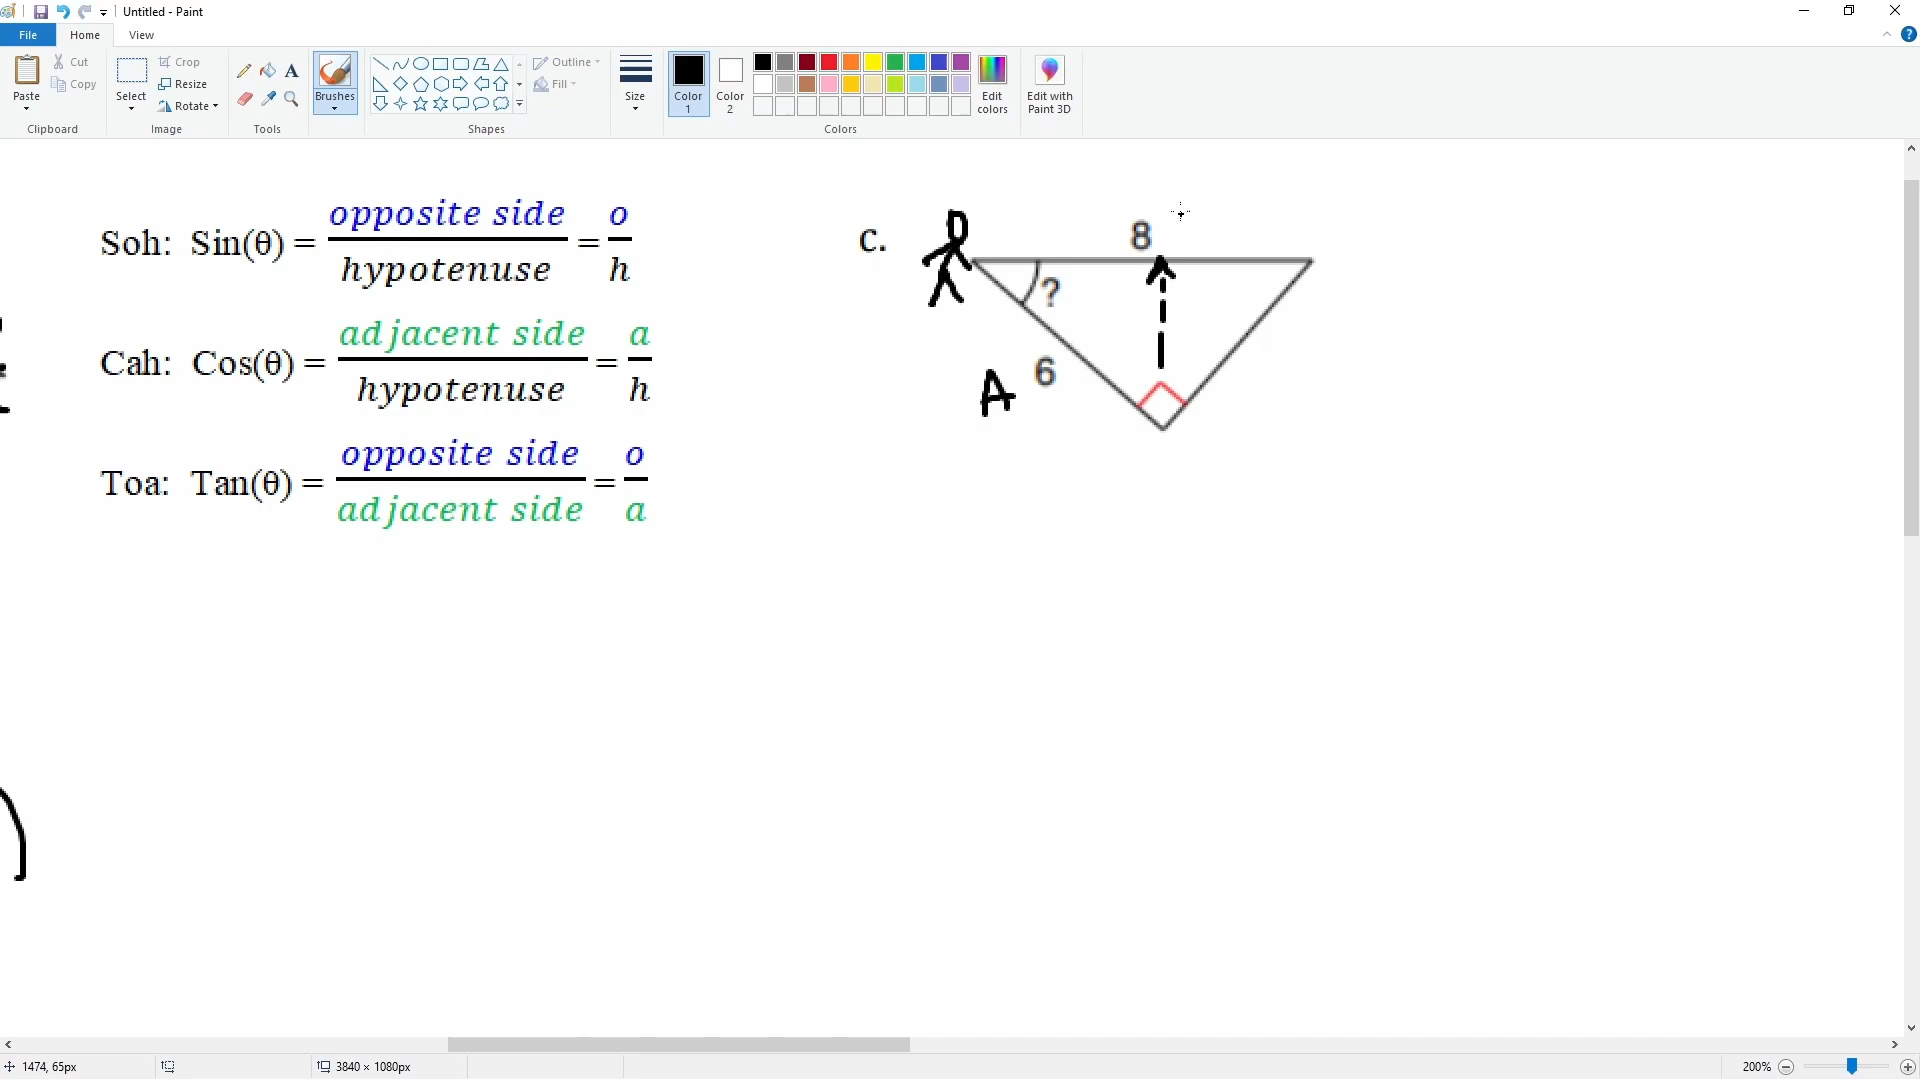 Untitled - Paint
File Home View
Paste
Cut
Copy
Clipboard
Select
Crop
Resize
Rotate
Image
Tools
Brushes
Shapes
Outline
Fill
Size
Color 1
Color 2
Colors
Edit colors
Edit with Paint 3D
Soh: Sin(θ) = opposite side / hypotenuse = o / h
Cah: Cos(θ) = adjacent side / hypotenuse = a / h
Toa: Tan(θ) = opposite side / adjacent side = o / a
C.
8
?
A 6
1474, 65px
3840 × 1080px
200%